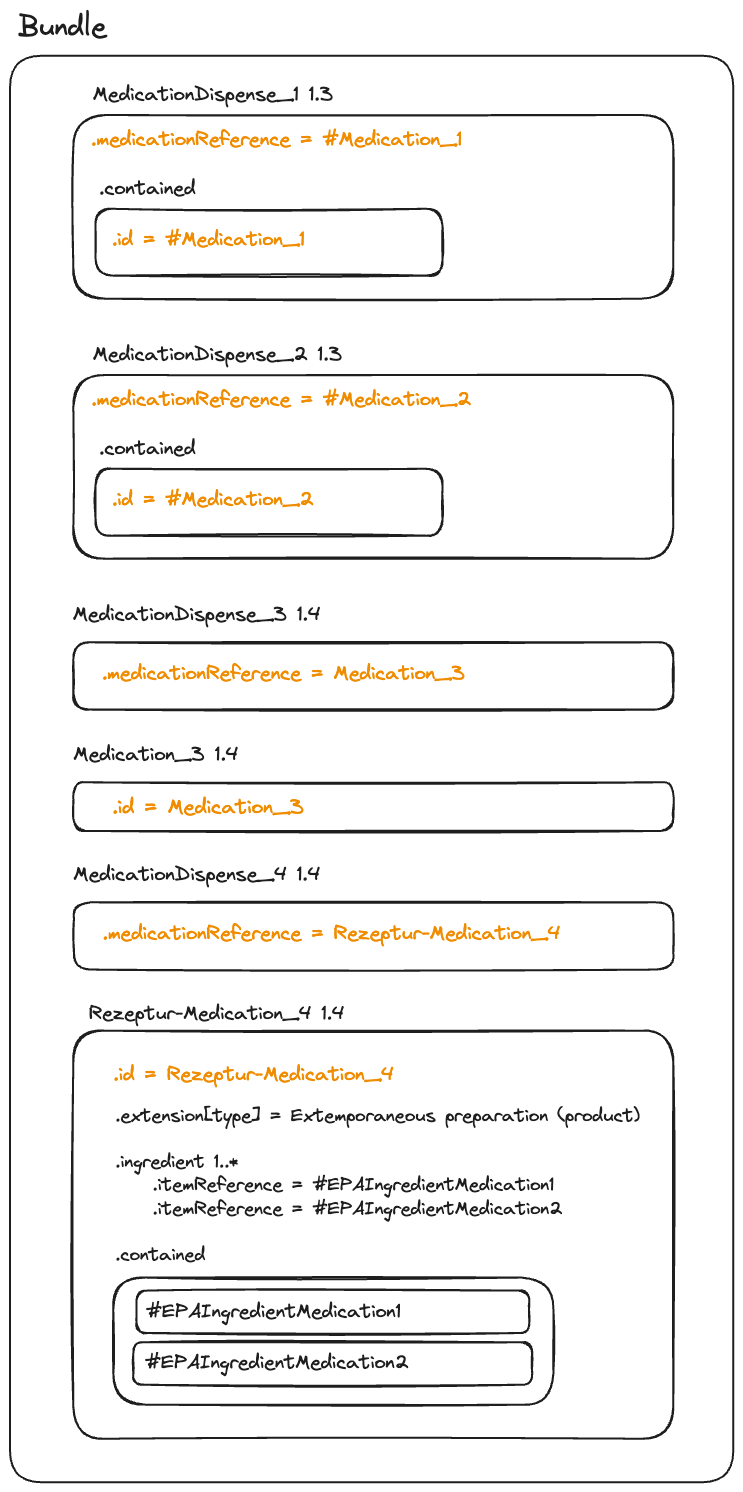 Bundle
MedicationDispense_1 1.3
.medicationReference = #Medication_1
.contained
.id = #Medication_1
MedicationDispense_2 1.3
.medicationReference = #Medication_2
.contained
.id = #Medication_2
MedicationDispense_3 1.4
.medicationReference = Medication_3
Medication_3 1.4
.id = Medication_3
MedicationDispense_4 1.4
.medicationReference = Rezeptur-Medication_4
Rezeptur-Medication_4 1.4
.id = Rezeptur-Medication_4
.extension[type] = Extemporaneous preparation (product)
.ingredient 1..*
.itemReference = #EPAIngredientMedication1
.itemReference = #EPAIngredientMedication2
.contained
#EPAIngredientMedication1
#EPAIngredientMedication2